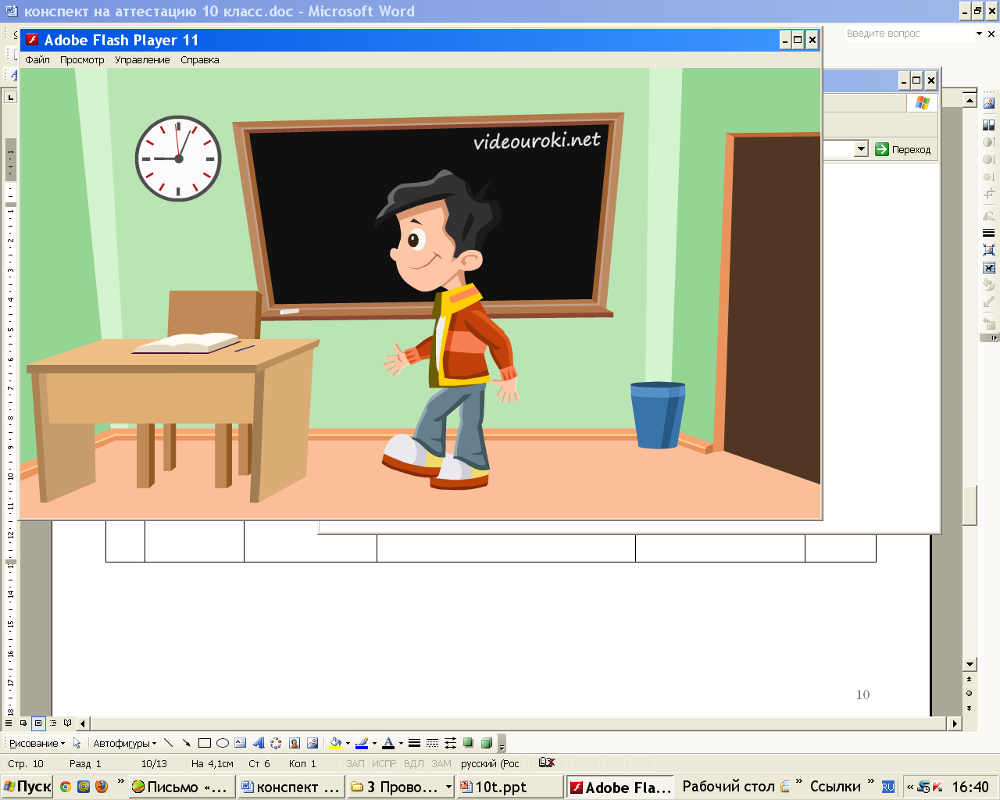 конспект на аттестацию 10 класс.doc - Microsoft Word
Введите вопрос
Adobe Flash Player 11
Файл Просмотр Управление Справка
videouroki.net
Переход
10
Рисование Автофигуры
Стр. 10 Разд 1 10/13 На 4,1см Ст 6 Кол 1 ЗАП ИСПР ВДЛ ЗАМ русский (Рос
Пуск Письмо «... конспект ... 3 Прово... 10t.ppt Adobe Fla... Рабочий стол Ссылки RU 16:40